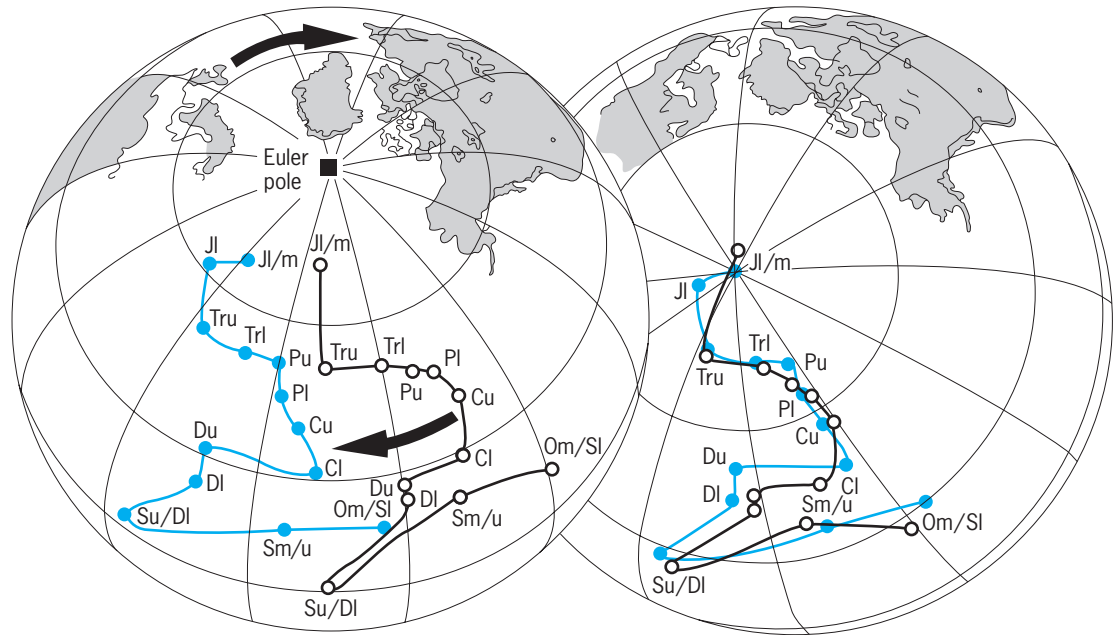 Euler
pole
Jl
Jl/m
Jl/m
Tru
Trl
Pu
Pl
Cu
Cl
Du
Dl
Su/Dl
Sm/u
Om/Sl
Tru
Trl
Pu
Pl
Cu
Cl
Du
Dl
Sm/u
Om/Sl
Su/Dl
Jl/m
Jl
Tru
Trl
Pu
Pl
Cu
Cl
Du
Dl
Sm/u
Om/Sl
Su/Dl